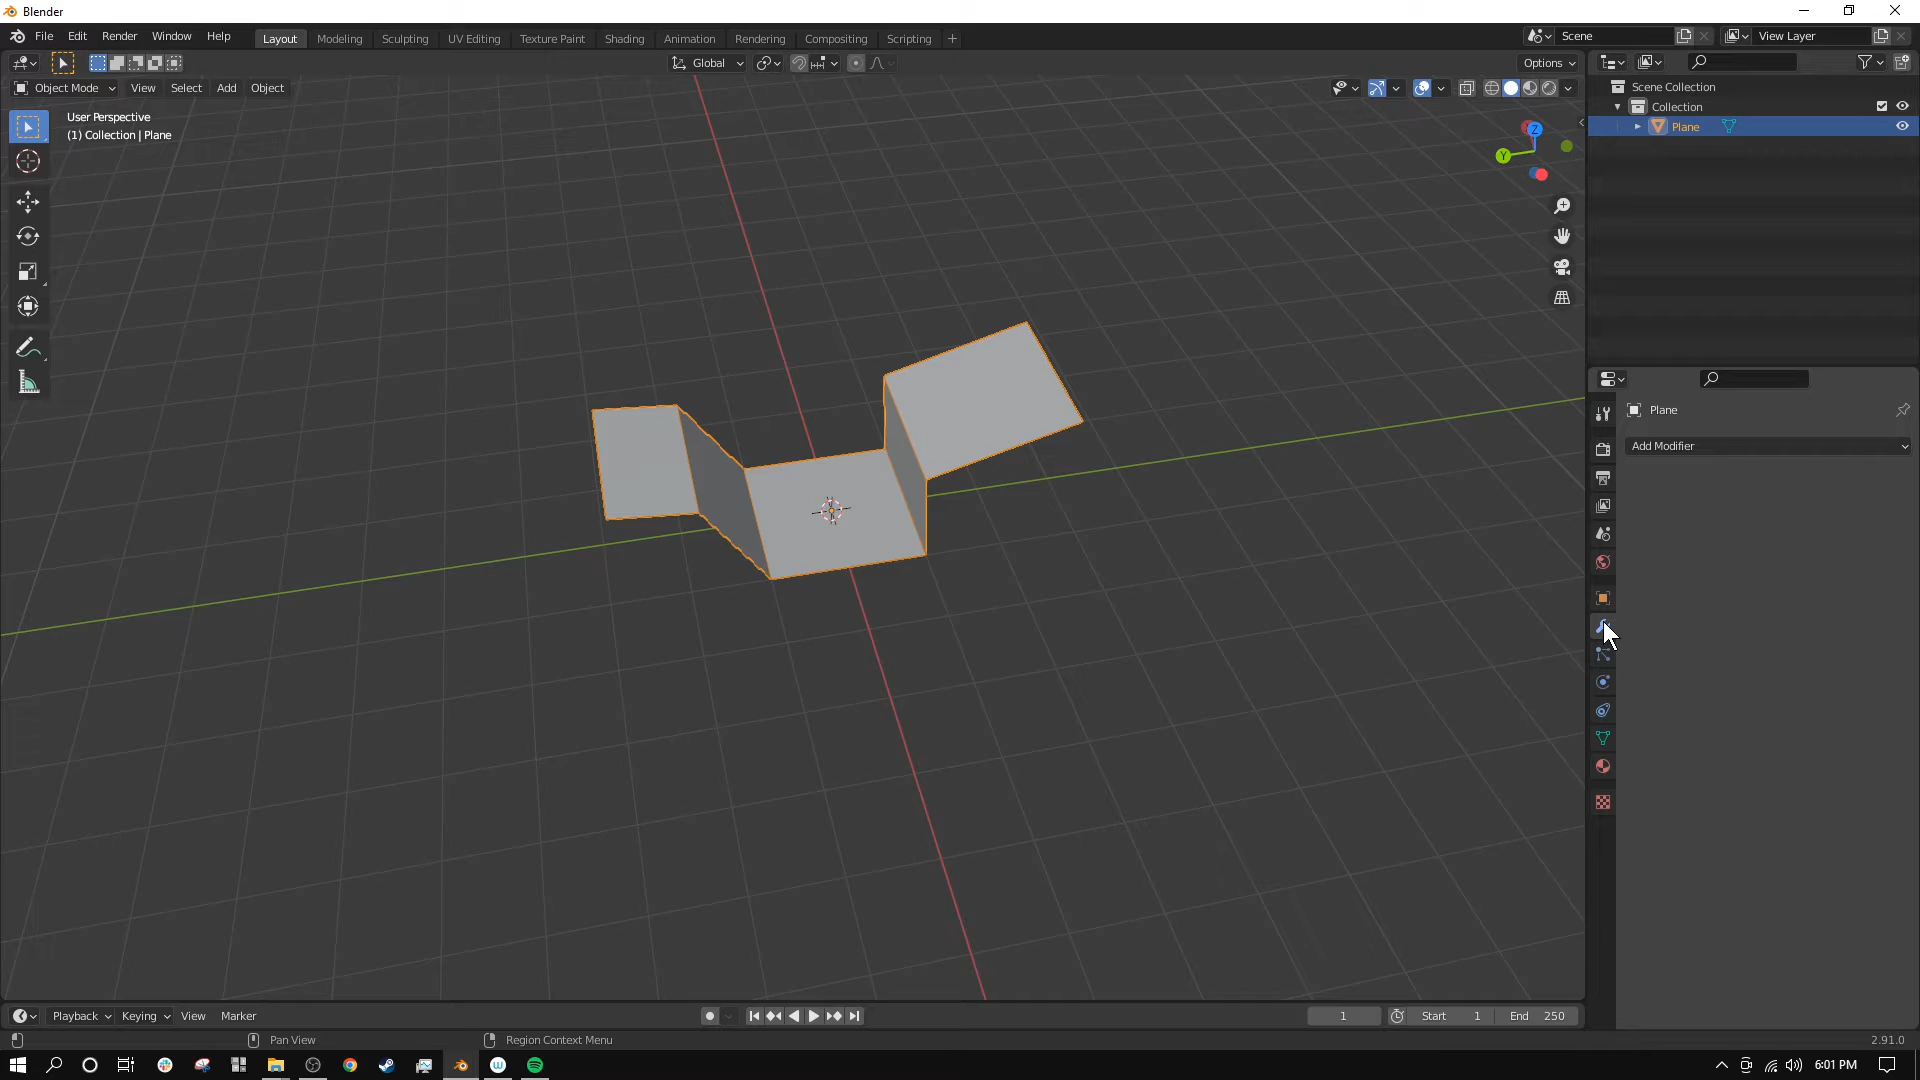 Blender
File Edit Render Window Help
Layout Modeling Sculpting UV Editing Texture Paint Shading Animation Rendering Compositing Scripting +
Scene
View Layer
Global
Options
Object Mode View Select Add Object
User Perspective
(1) Collection | Plane
Z
Y
Scene Collection
Collection
Plane
Plane
Add Modifier
Playback Keying View Marker
1
Start 1
End 250
Pan View
Region Context Menu
2.91.0
6:01 PM